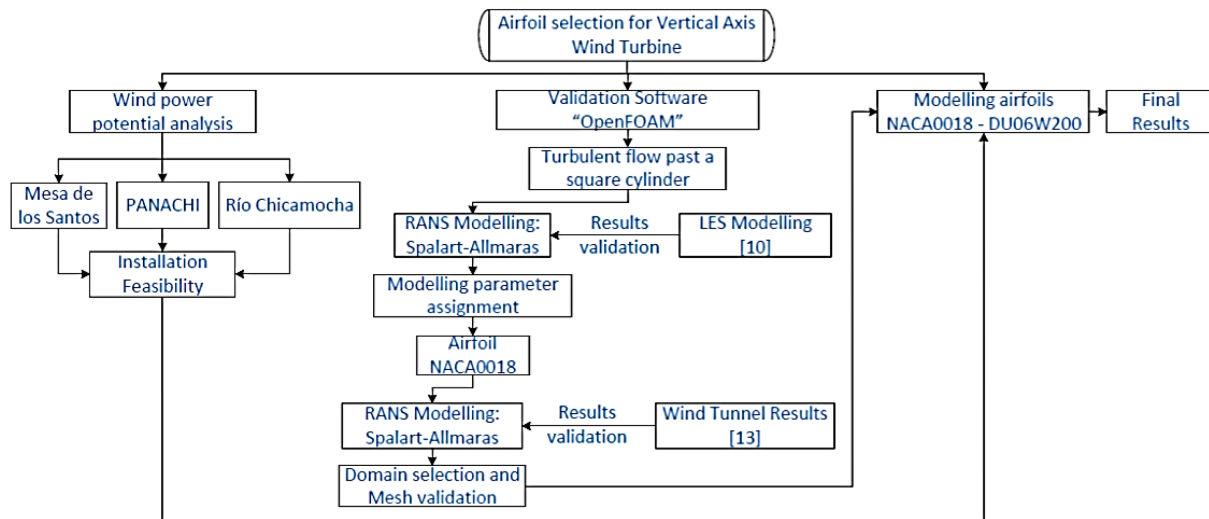 Airfoil selection for Vertical Axis
Wind Turbine
Wind power
potential analysis
Validation Software
"OpenFOAM"
Modelling airfoils
NACA0018 - DU06W200
Final
Results
Turbulent flow past a
square cylinder
Mesa de
los Santos
PANACHI
Río Chicamocha
RANS Modelling:
Spalart-Allmaras
Results
validation
LES Modelling
[10]
Installation
Feasibility
Modelling parameter
assignment
Airfoil
NACA0018
RANS Modelling:
Spalart-Allmaras
Results
validation
Wind Tunnel Results
[13]
Domain selection and
Mesh validation